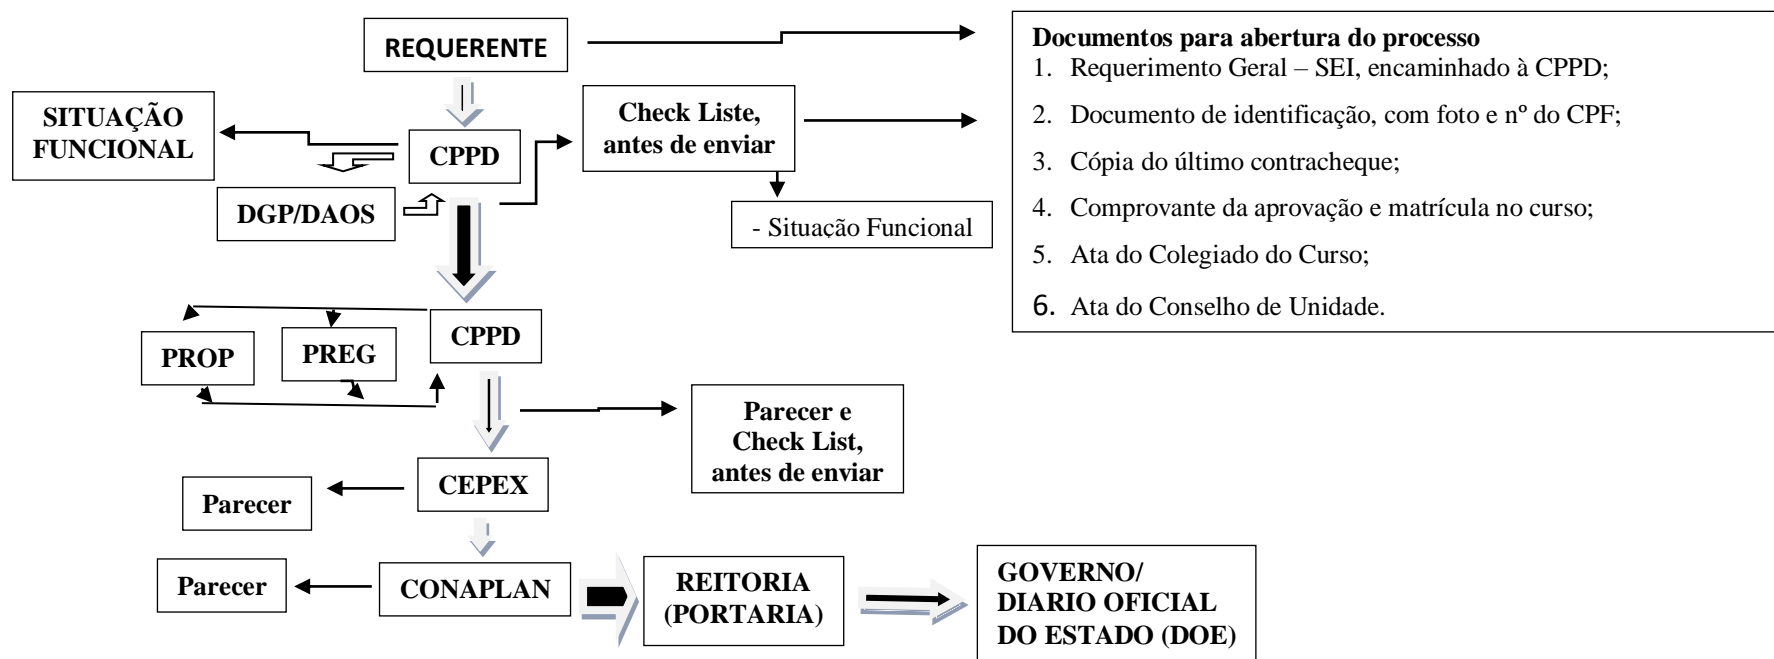 REQUERENTE
Documentos para abertura do processo
1. Requerimento Geral – SEI, encaminhado à CPPD;
2. Documento de identificação, com foto e nº do CPF;
3. Cópia do último contracheque;
4. Comprovante da aprovação e matrícula no curso;
5. Ata do Colegiado do Curso;
6. Ata do Conselho de Unidade.
SITUAÇÃO
FUNCIONAL
CPPD
Check Liste,
antes de enviar
DGP/DAOS
- Situação Funcional
PROP
PREG
CPPD
Parecer e
Check List,
antes de enviar
CEPEX
Parecer
Parecer
CONAPLAN
REITORIA
(PORTARIA)
GOVERNO/
DIARIO OFICIAL
DO ESTADO (DOE)